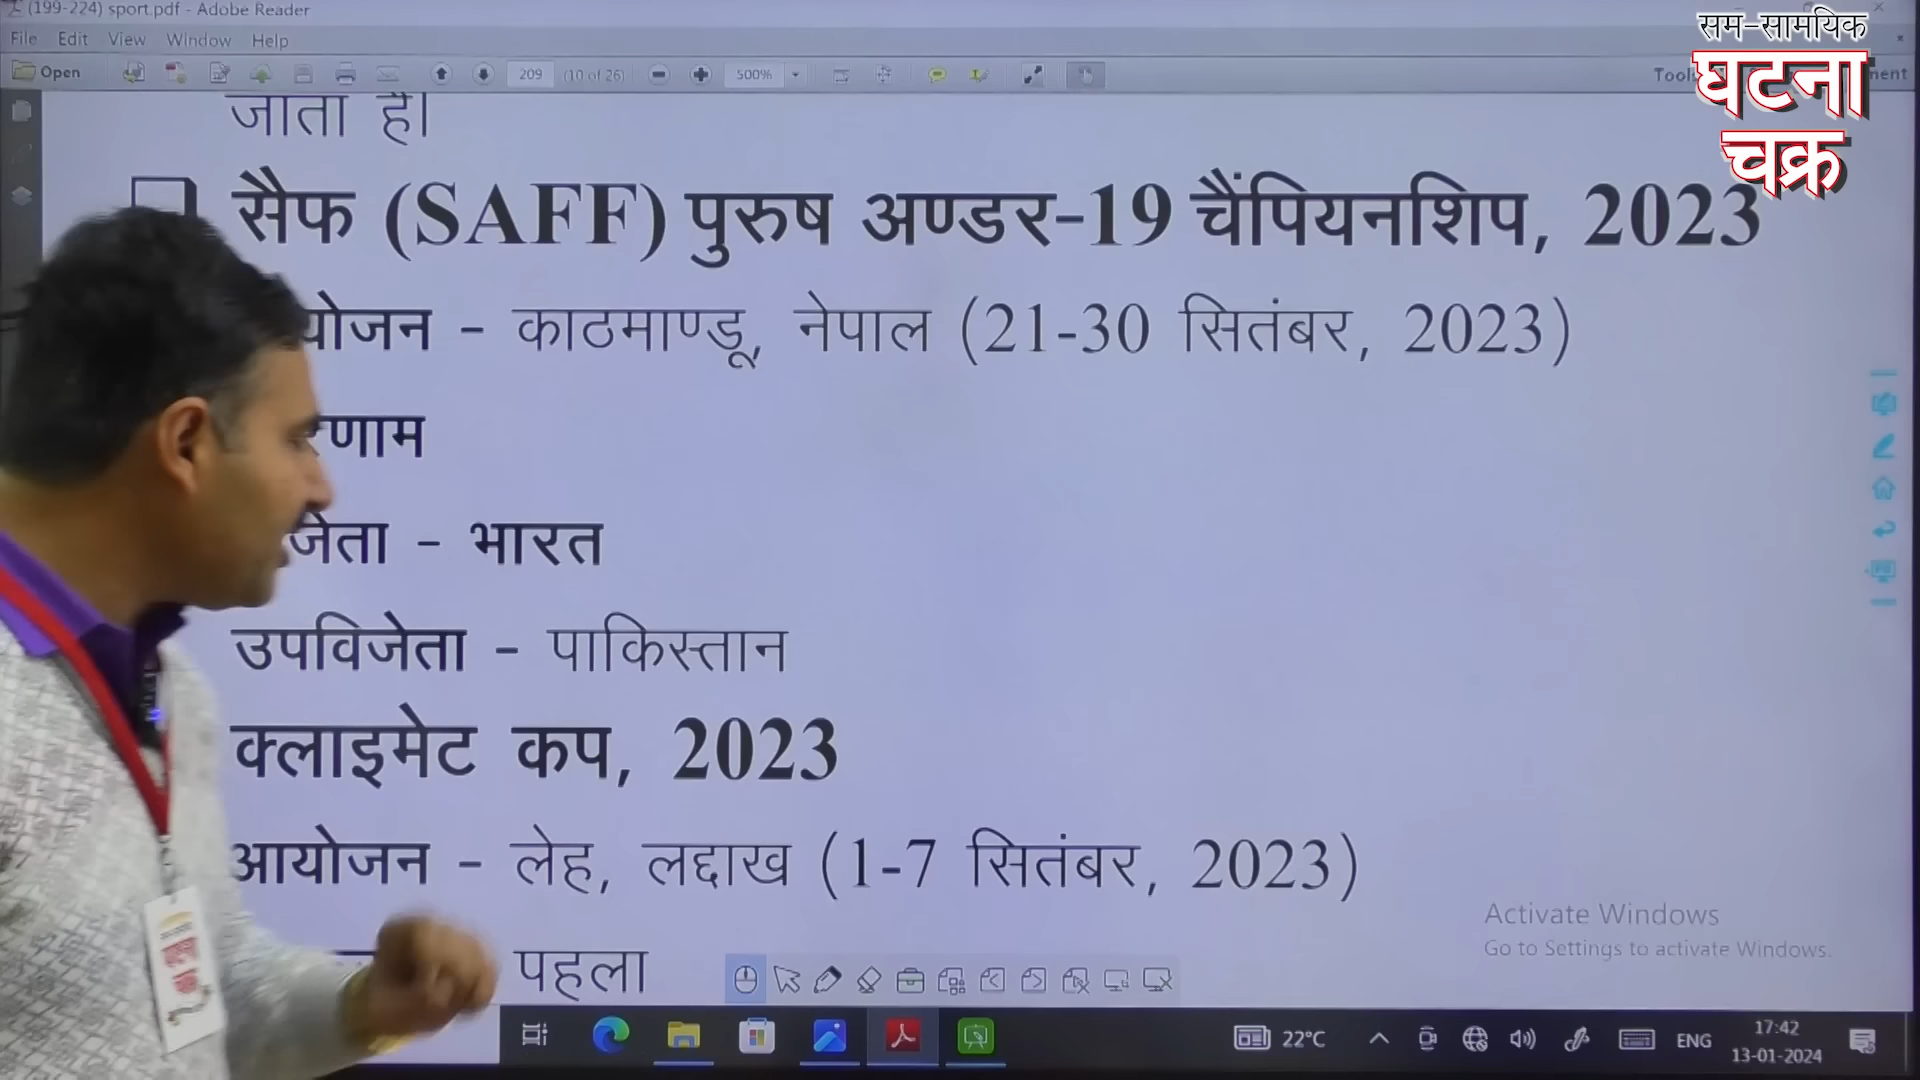 (199-224) sport.pdf - Adobe Reader
File Edit View Window Help
Open 209 (10 of 26) 500%
सम-सामयिक
घटना
चक्र
जाता है।
सैफ (SAFF) पुरुष अण्डर-19 चैंपियनशिप, 2023
योजन - काठमाण्डू, नेपाल (21-30 सितंबर, 2023)
णाम
जेता - भारत
उपविजेता - पाकिस्तान
क्लाइमेट कप, 2023
आयोजन - लेह, लद्दाख (1-7 सितंबर, 2023)
पहला
Activate Windows
Go to Settings to activate Windows.
22°C ENG 17:42
13-01-2024